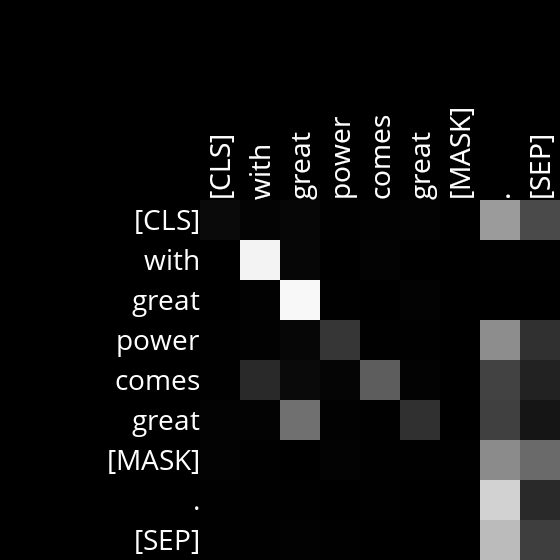 [CLS] with great power comes great [MASK] . [SEP]
[CLS]
with
great
power
comes
great
[MASK]
.
[SEP]